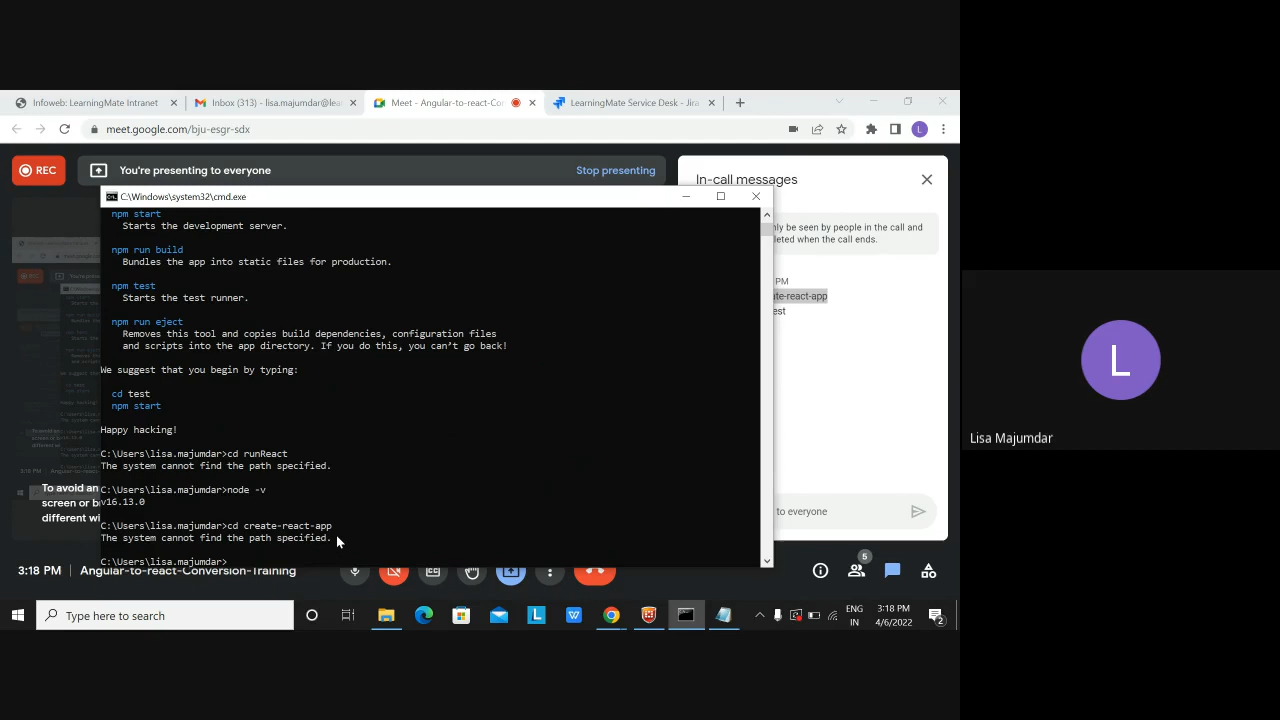 Infoweb: LearningMate Intranet
Inbox (313) - lisa.majumdar@lea
Meet - Angular-to-react-Co
LearningMate Service Desk - Jira
meet.google.com/bju-esgr-sdx
L
REC
You're presenting to everyone
Stop presenting
In-call messages
C:\Windows\system32\cmd.exe
npm start
Starts the development server.
npm run build
Bundles the app into static files for production.
npm test
Starts the test runner.
npm run eject
Removes this tool and copies build dependencies, configuration files
and scripts into the app directory. If you do this, you can't go back!
We suggest that you begin by typing:
cd test
npm start
Happy hacking!
C:\Users\lisa.majumdar>cd runReact
The system cannot find the path specified.
C:\Users\lisa.majumdar>node -v
v16.13.0
C:\Users\lisa.majumdar>cd create-react-app
The system cannot find the path specified.
C:\Users\lisa.majumdar>
nly be seen by people in the call and
leted when the call ends.
PM
te-react-app
est
to everyone
To avoid an
screen or b
different wi
3:18 PM
Angular-to-react-Conversion-Training
5
Type here to search
ENG
IN
3:18 PM
4/6/2022
2
L
Lisa Majumdar